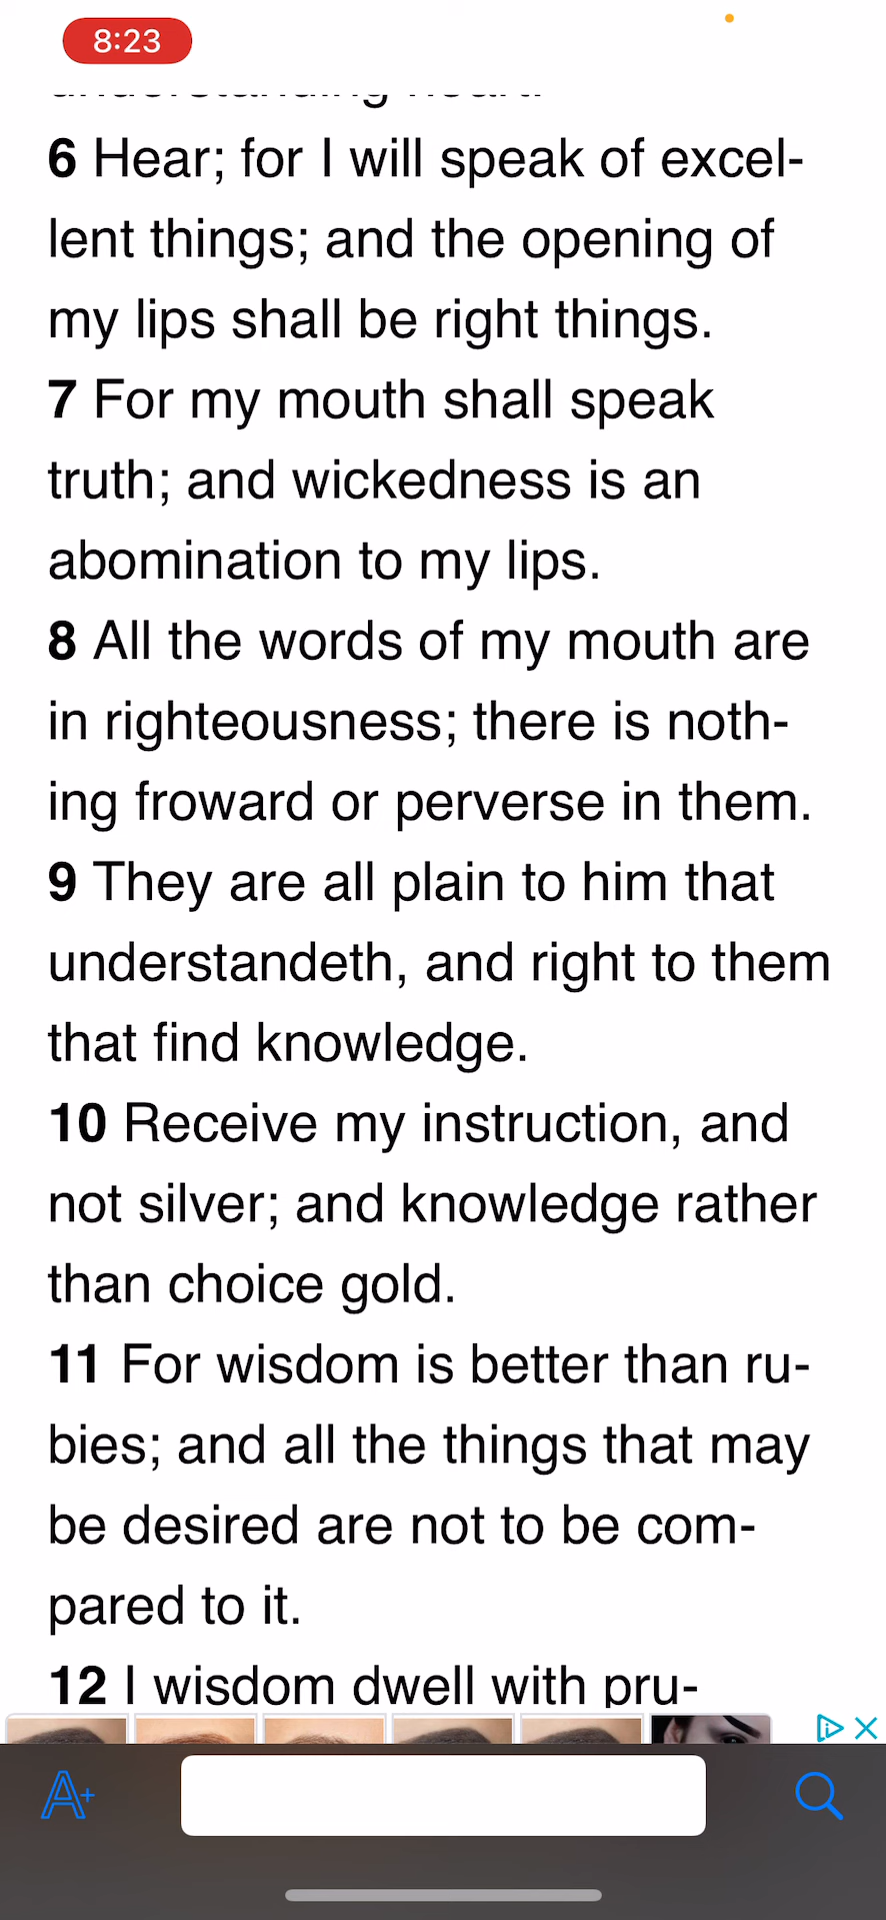 8:23
understanding heart.
6 Hear; for I will speak of excel-
lent things; and the opening of
my lips shall be right things.
7 For my mouth shall speak
truth; and wickedness is an
abomination to my lips.
8 All the words of my mouth are
in righteousness; there is noth-
ing froward or perverse in them.
9 They are all plain to him that
understandeth, and right to them
that find knowledge.
10 Receive my instruction, and
not silver; and knowledge rather
than choice gold.
11 For wisdom is better than ru-
bies; and all the things that may
be desired are not to be com-
pared to it.
12 I wisdom dwell with pru-
A+